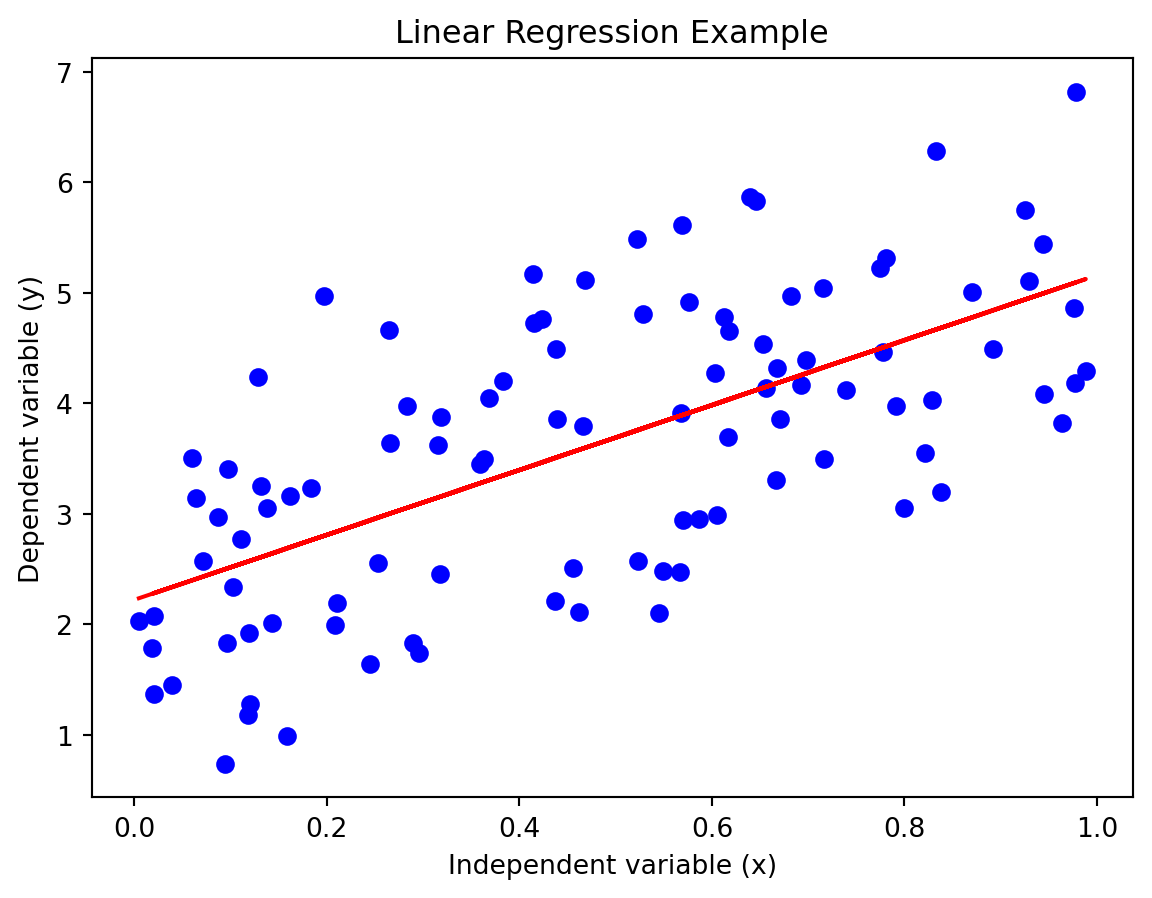 Linear Regression Example
7
6
5
4
3
2
1
Dependent variable (y)
0.0 0.2 0.4 0.6 0.8 1.0
Independent variable (x)